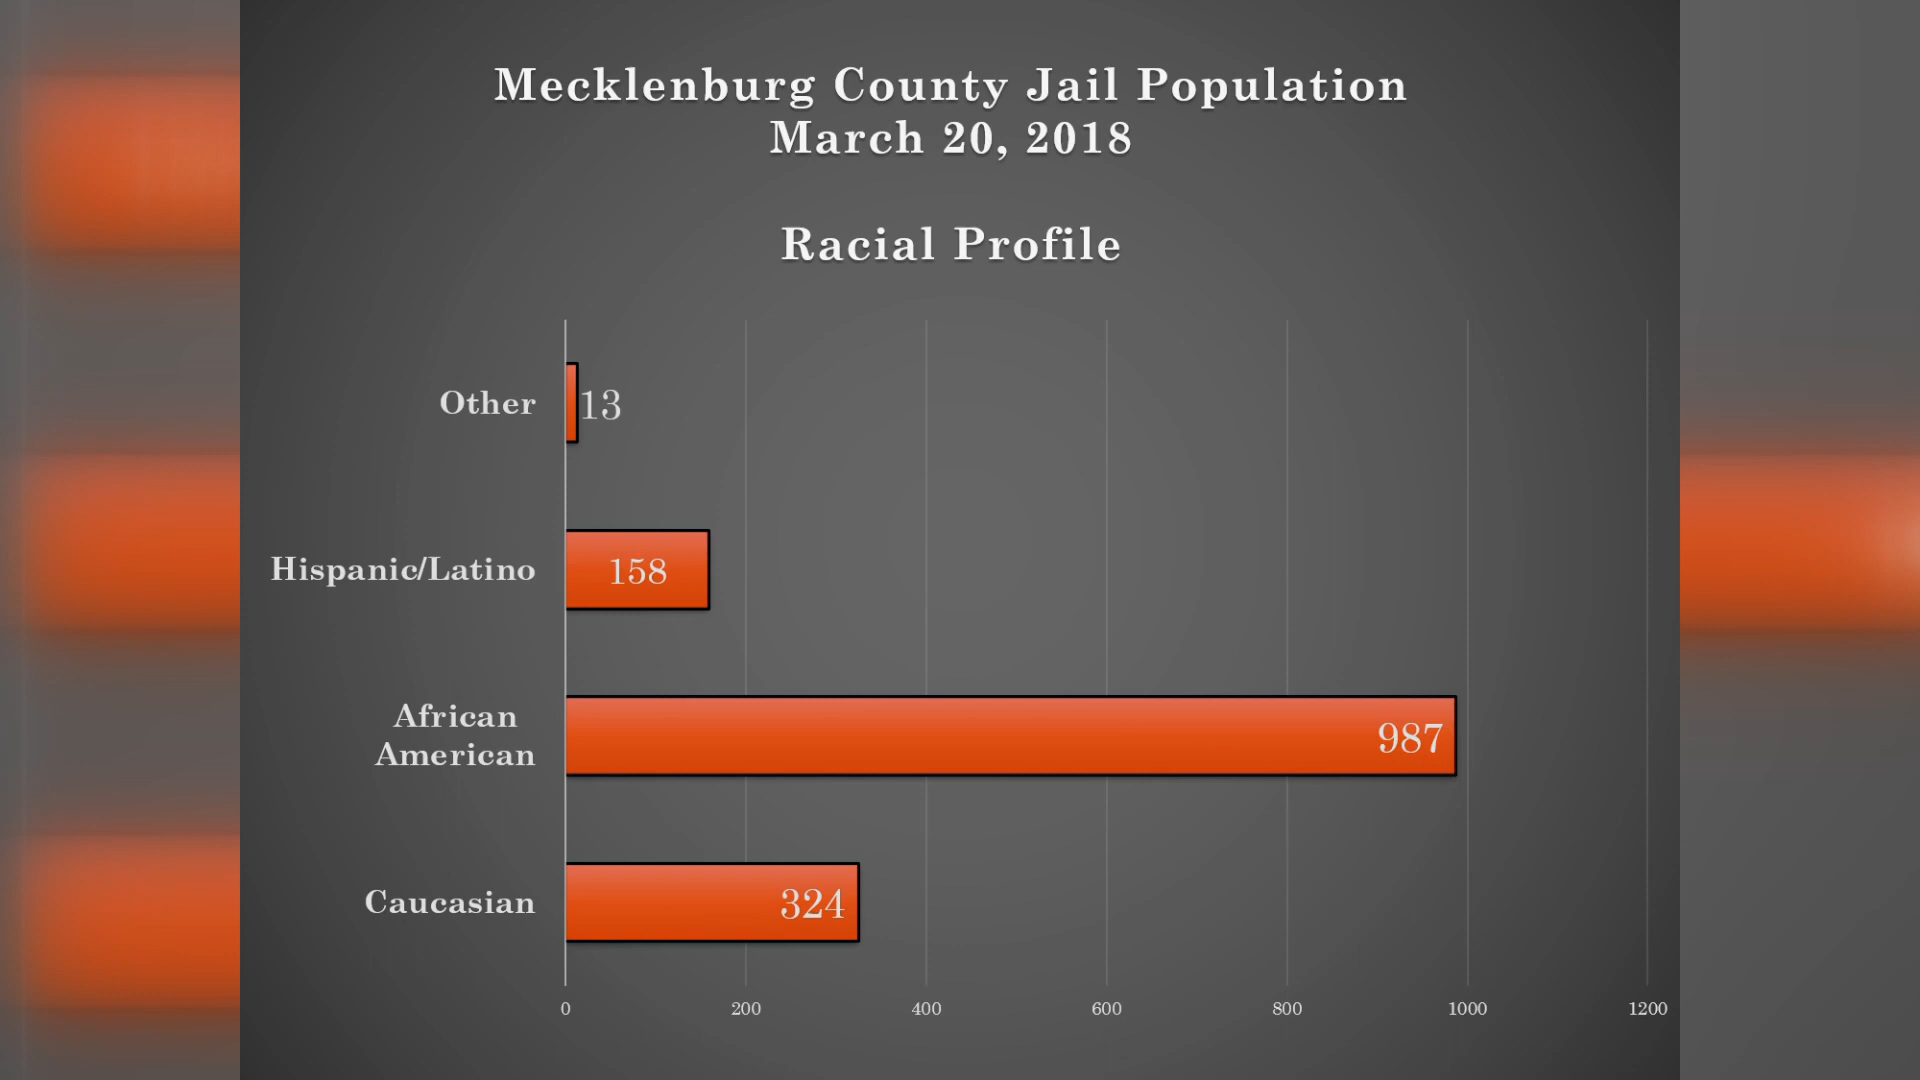 Mecklenburg County Jail Population
March 20, 2018
Racial Profile
Other
13
Hispanic/Latino
158
African
American
987
Caucasian
324
0 200 400 600 800 1000 1200